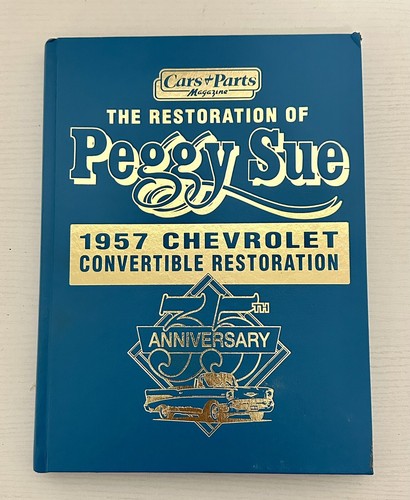 Cars & Parts
Magazine
THE RESTORATION OF
Peggy Sue
1957 CHEVROLET
CONVERTIBLE RESTORATION
35TH
ANNIVERSARY